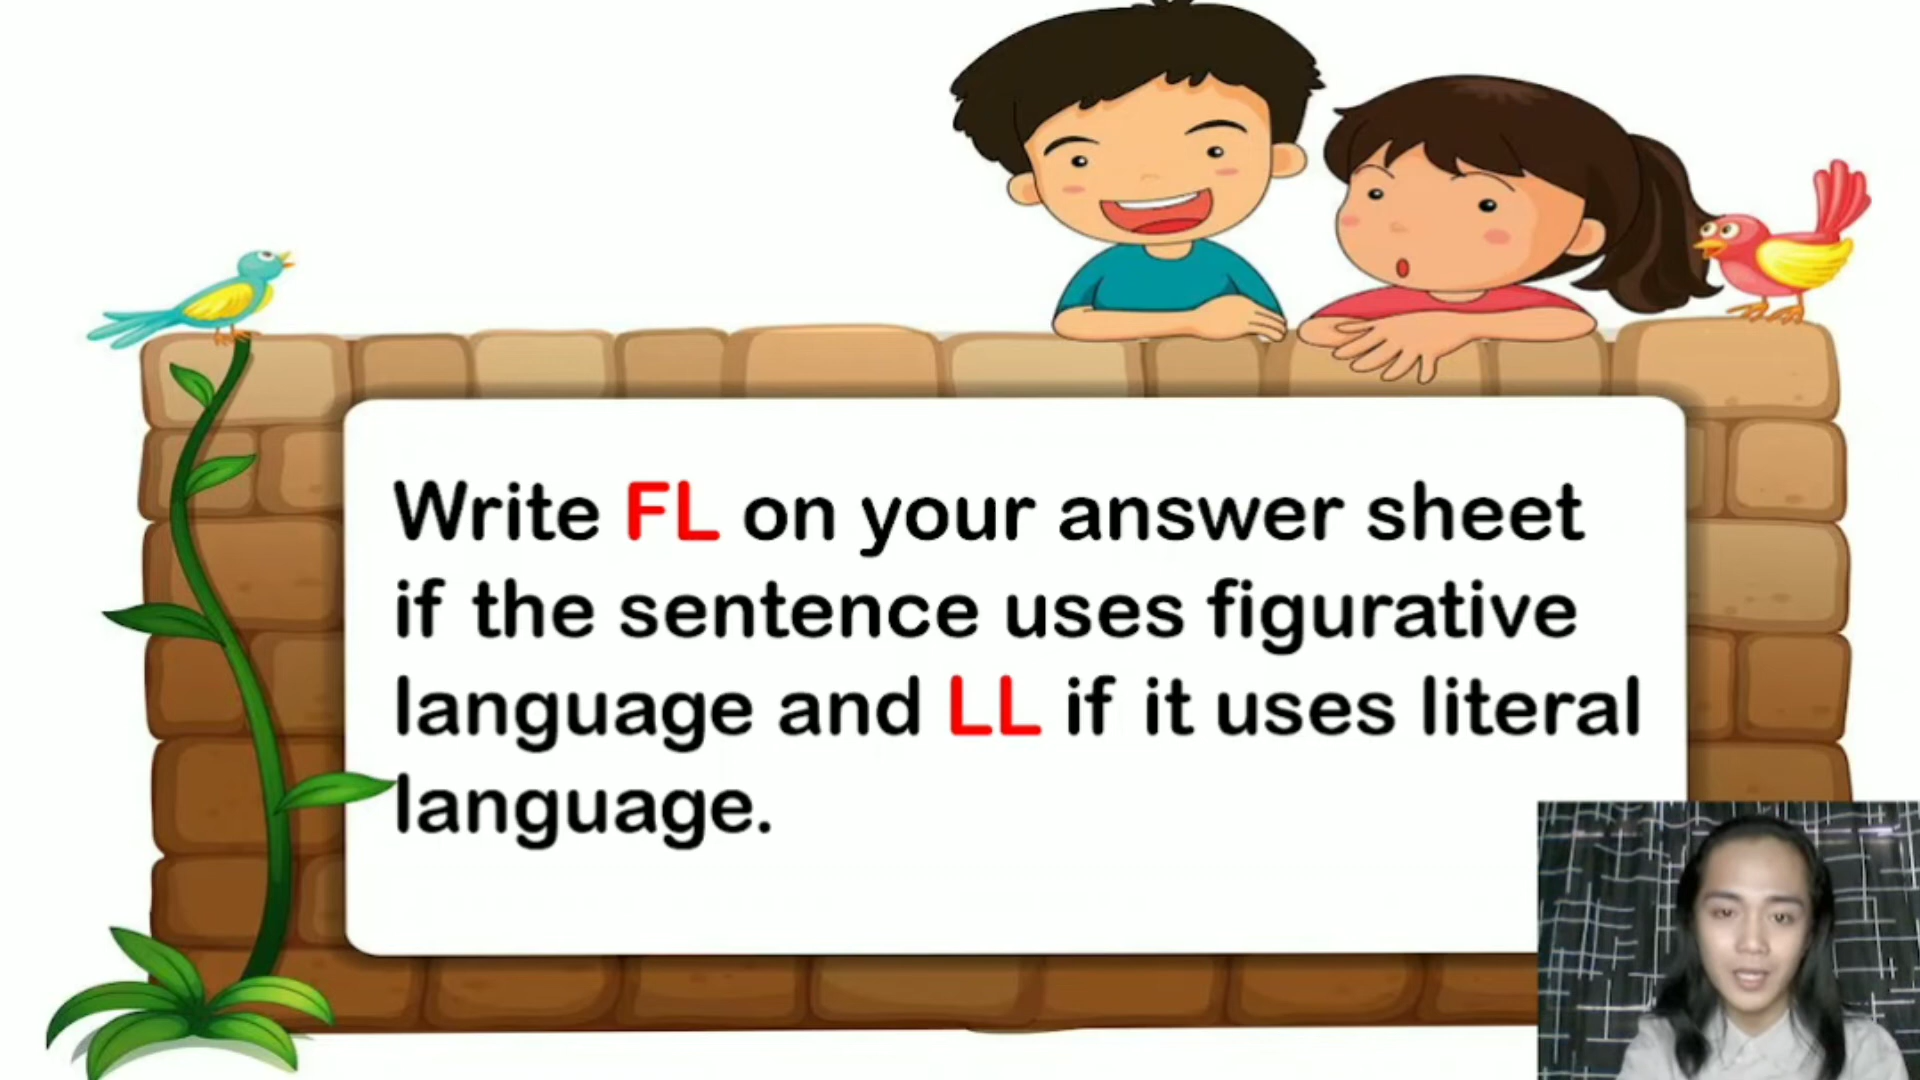 Write FL on your answer sheet
if the sentence uses figurative
language and LL if it uses literal
language.